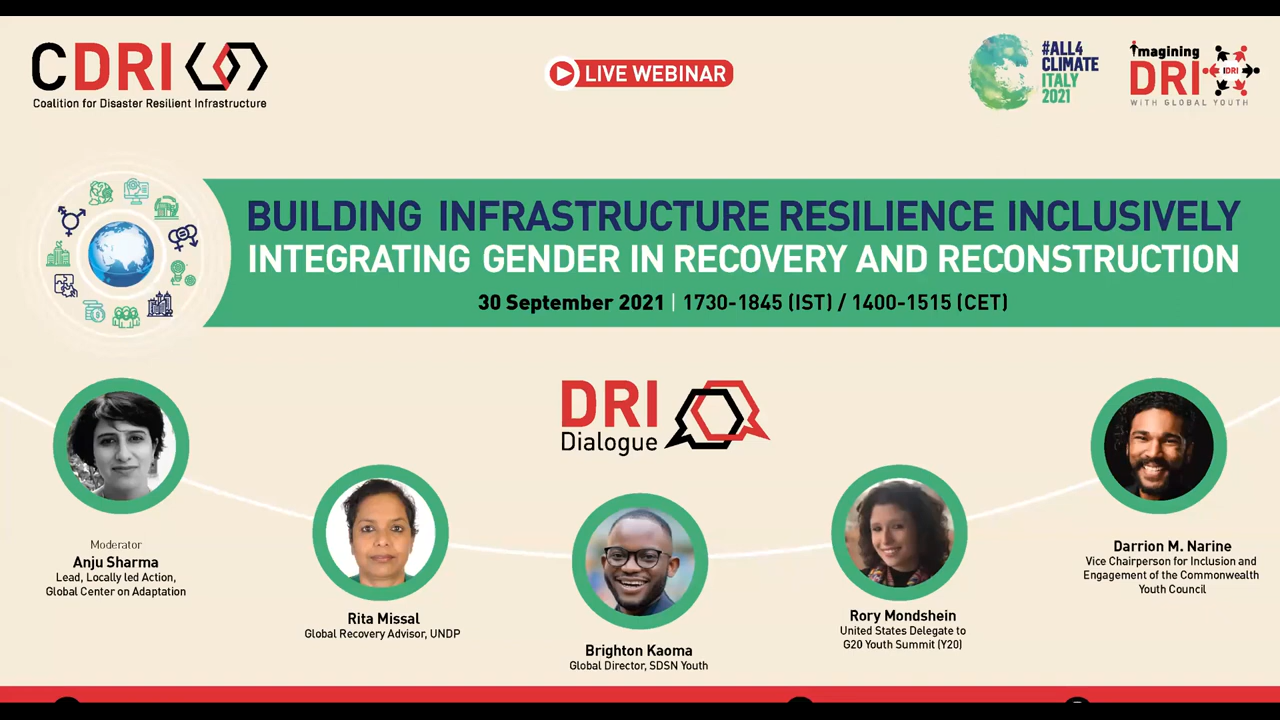 CDRI
Coalition for Disaster Resilient Infrastructure
LIVE WEBINAR
#ALL4
CLIMATE
ITALY
2021
imagining
DRI
IDRI
WITH GLOBAL YOUTH
BUILDING INFRASTRUCTURE RESILIENCE INCLUSIVELY
INTEGRATING GENDER IN RECOVERY AND RECONSTRUCTION
30 September 2021 | 1730-1845 (IST) / 1400-1515 (CET)
DRI
Dialogue
Moderator
Anju Sharma
Lead, Locally led Action,
Global Center on Adaptation
Rita Missal
Global Recovery Advisor, UNDP
Brighton Kaoma
Global Director, SDSN Youth
Rory Mondshein
United States Delegate to
G20 Youth Summit (Y20)
Darrion M. Narine
Vice Chairperson for Inclusion and
Engagement of the Commonwealth
Youth Council